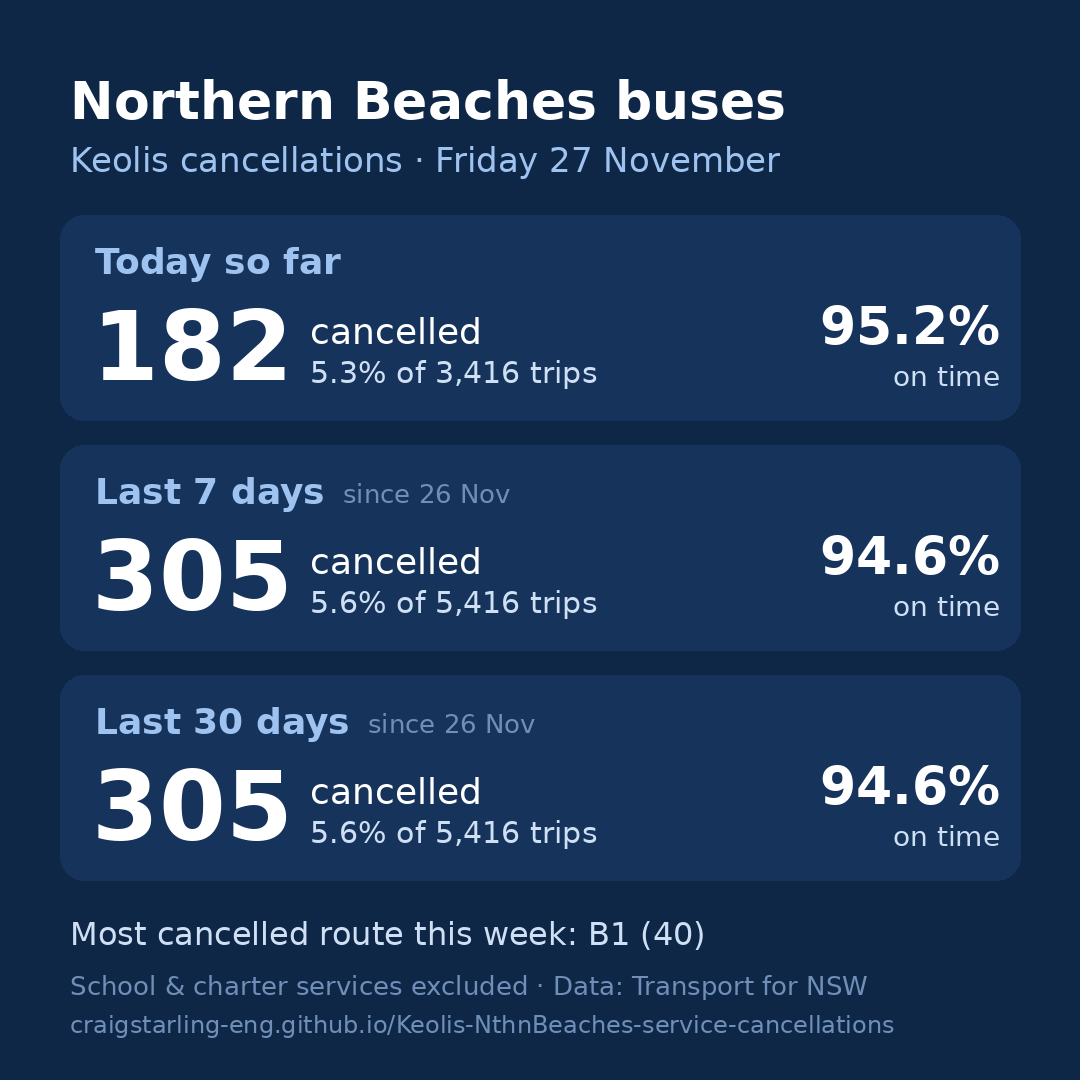 Northern Beaches buses
Keolis cancellations · Friday 27 November
Today so far
182 cancelled
5.3% of 3,416 trips
95.2%
on time
Last 7 days since 26 Nov
305 cancelled
5.6% of 5,416 trips
94.6%
on time
Last 30 days since 26 Nov
305 cancelled
5.6% of 5,416 trips
94.6%
on time
Most cancelled route this week: B1 (40)
School & charter services excluded · Data: Transport for NSW
craigstarling-eng.github.io/Keolis-NthnBeaches-service-cancellations